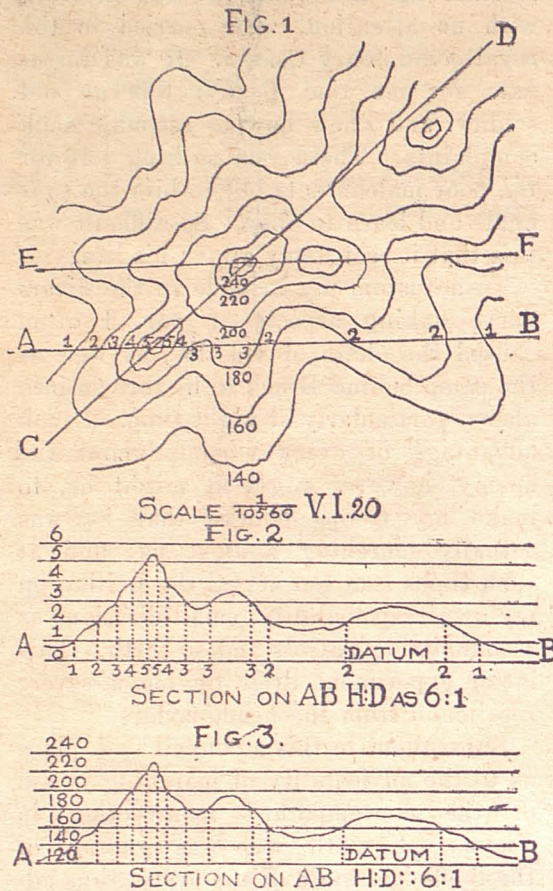 FIG. 1
D
E
F
240
220
A 1 2 3 4 5 5 4 3 3 3 2 2 2 1 B
200
180
C
160
140
SCALE 1/10560 V.I.20
FIG. 2
6
5
4
3
2
1
A 0 DATUM B
1 2 3 4 5 5 4 3 3 3 2 2 2 1
SECTION ON AB H:D AS 6:1
FIG. 3.
240
220
200
180
160
140
A 120 DATUM B
SECTION ON AB H:D::6:1